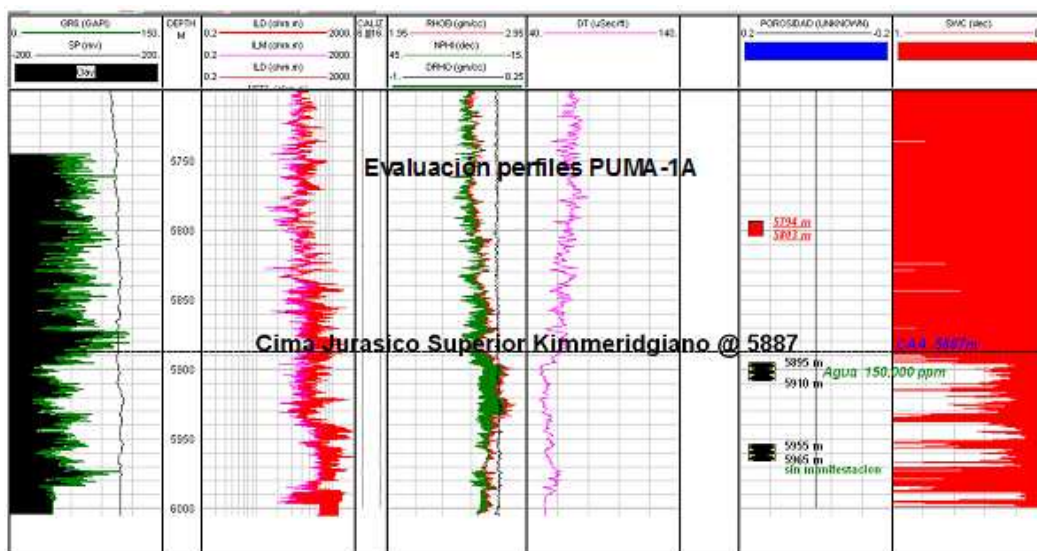 GRS (GAPI)
0. 150.
SP (mv)
-200. 200.
DEPTH
M
ILD (ohm.m)
0.2 2000.
ILM (ohm.m)
0.2 2000.
ILD (ohm.m)
0.2 2000.
RHOB (gm/cc)
1.95 2.95
NPHI (dec)
45. -15.
DRHO (gm/cc)
-1. 0.25
DT (uSec/ft)
40. 140.
POROSIDAD (UNKNOWN)
0.2 -0.2
SWC (dec)
1.
Evaluación perfiles PUMA-1A
5750
5800
5850
5900
5950
6000
5794 m
5803 m
Cima Jurasico Superior Kimmeridgiano @ 5887
5887m
5895 m
Agua 150,000 ppm
5910 m
5955 m
5965 m
sin manifestacion